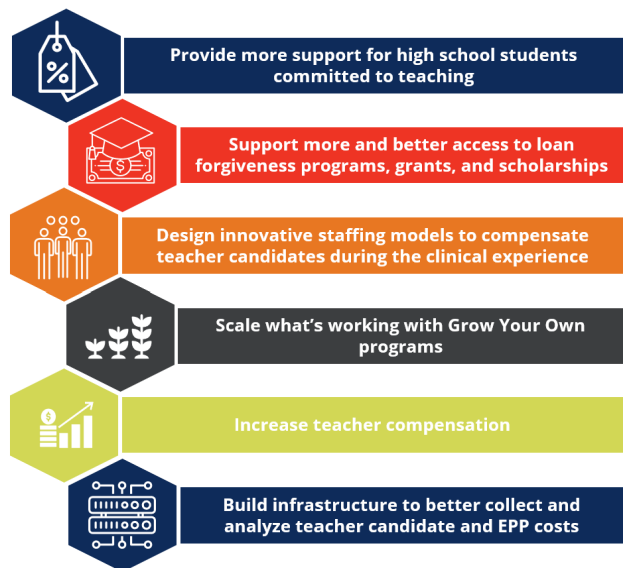 Provide more support for high school students
committed to teaching
Support more and better access to loan
forgiveness programs, grants, and scholarships
Design innovative staffing models to compensate
teacher candidates during the clinical experience
Scale what's working with Grow Your Own
programs
Increase teacher compensation
Build infrastructure to better collect and
analyze teacher candidate and EPP costs